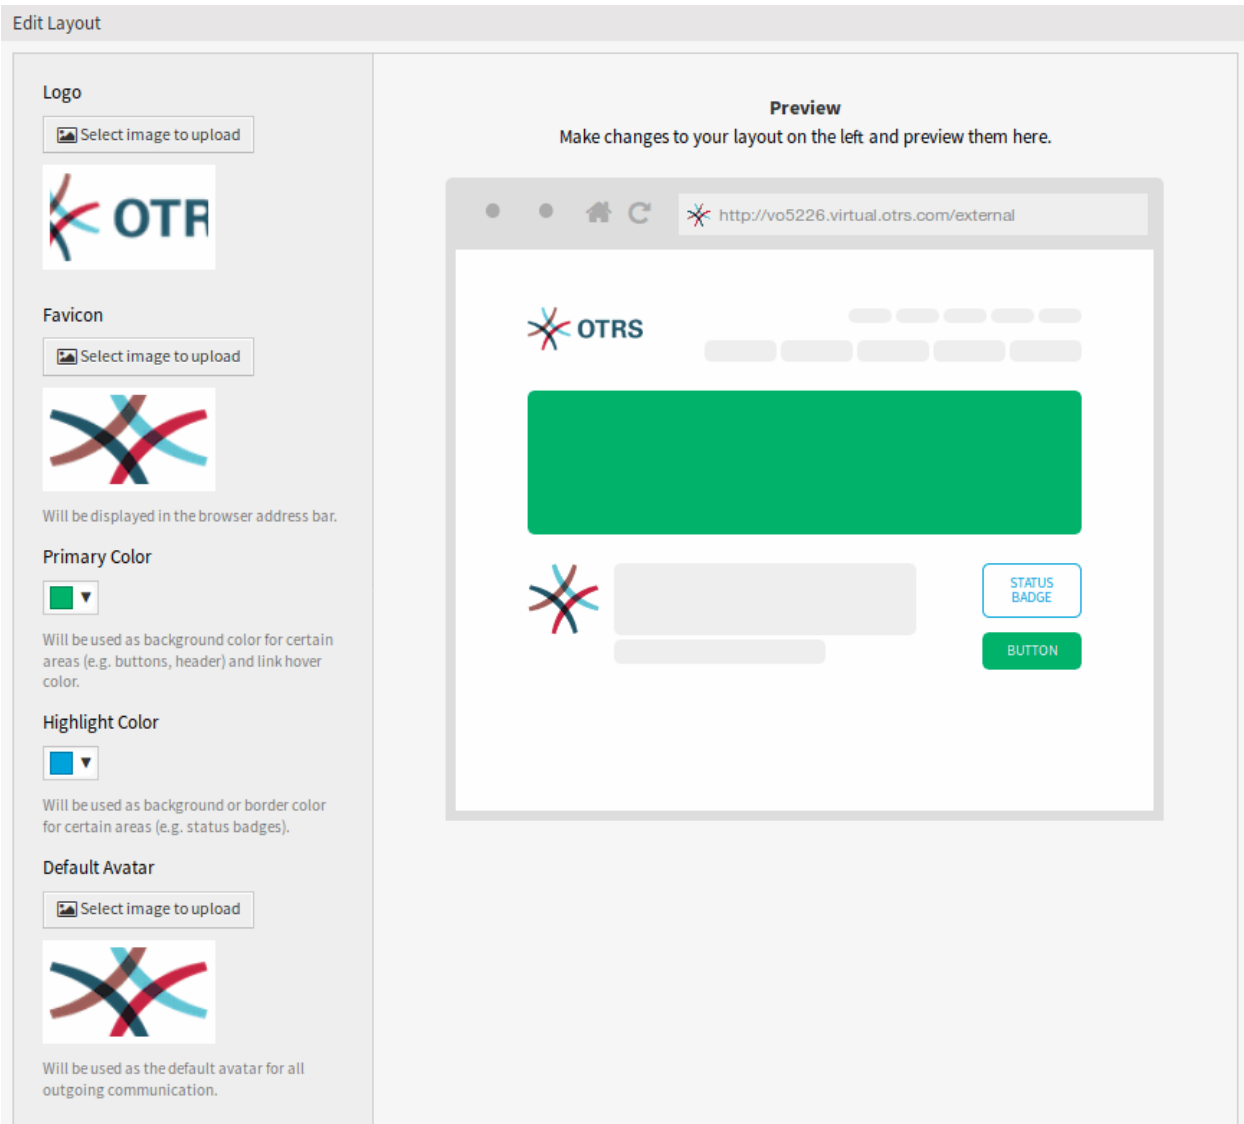 Edit Layout
Logo
Select image to upload
OTR
Favicon
Select image to upload
Will be displayed in the browser address bar.
Primary Color
Will be used as background color for certain
areas (e.g. buttons, header) and link hover
color.
Highlight Color
Will be used as background or border color
for certain areas (e.g. status badges).
Default Avatar
Select image to upload
Will be used as the default avatar for all
outgoing communication.
Preview
Make changes to your layout on the left and preview them here.
http://vo5226.virtual.otrs.com/external
OTRS
STATUS
BADGE
BUTTON